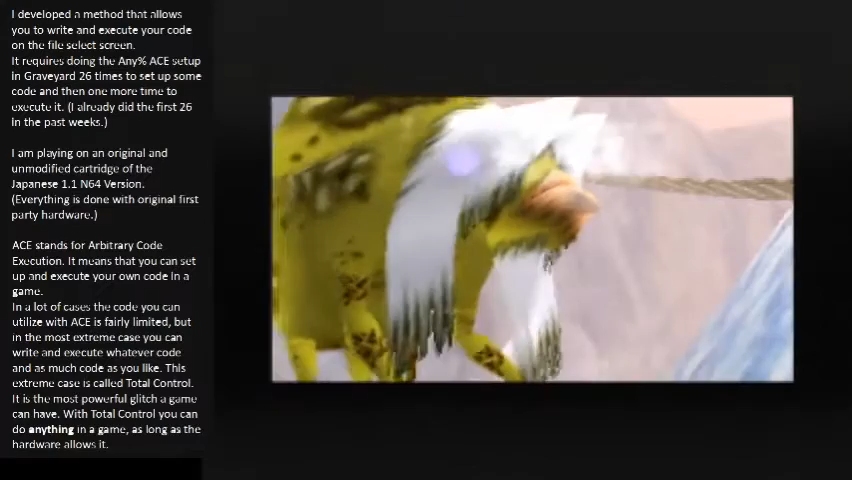 I developed a method that allows
you to write and execute your code
on the file select screen.
It requires doing the Any% ACE setup
in Graveyard 26 times to set up some
code and then one more time to
execute it. (I already did the first 26
in the past weeks.)
I am playing on an original and
unmodified cartridge of the
Japanese 1.1 N64 Version.
(Everything is done with original first
party hardware.)
ACE stands for Arbitrary Code
Execution. It means that you can set
up and execute your own code in a
game.
In a lot of cases the code you can
utilize with ACE is fairly limited, but
in the most extreme case you can
write and execute whatever code
and as much code as you like. This
extreme case is called Total Control.
It is the most powerful glitch a game
can have. With Total Control you can
do anything in a game, as long as the
hardware allows it.